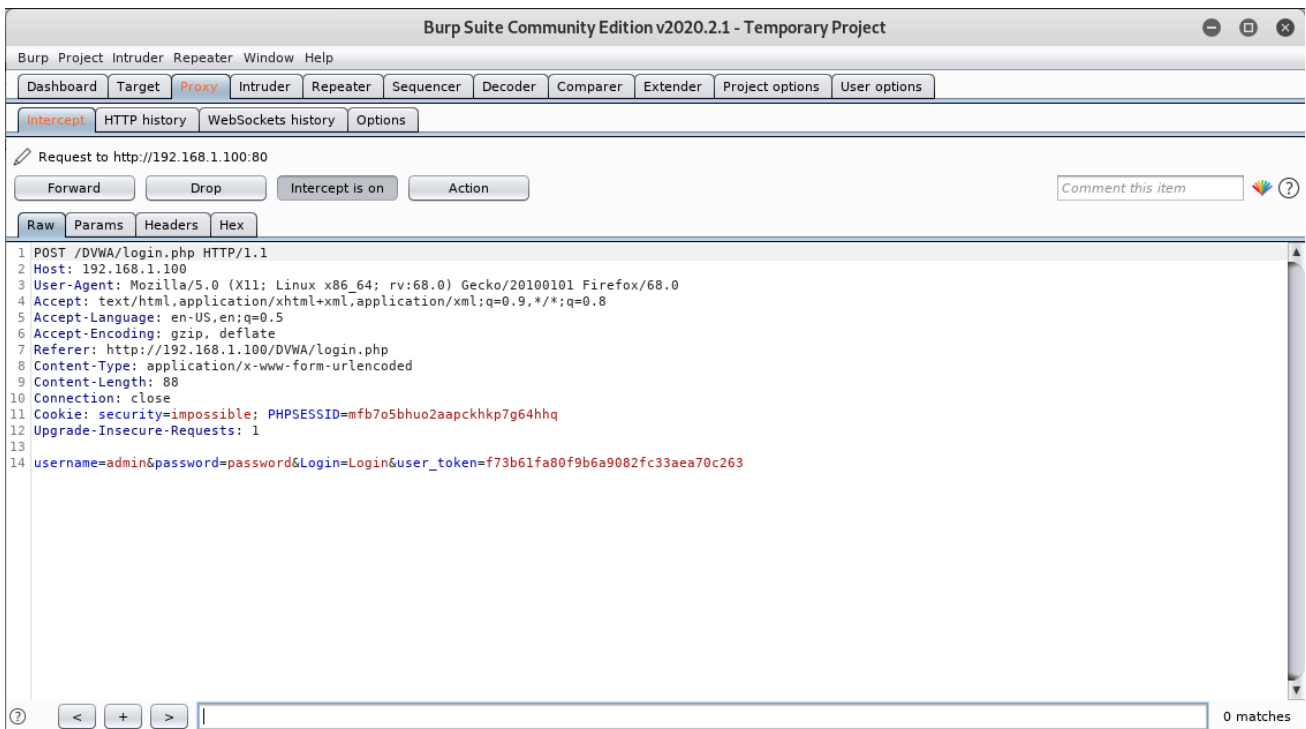 Burp Suite Community Edition v2020.2.1 - Temporary Project
Burp Project Intruder Repeater Window Help
Dashboard Target Proxy Intruder Repeater Sequencer Decoder Comparer Extender Project options User options
Intercept HTTP history WebSockets history Options
Request to http://192.168.1.100:80
Forward Drop Intercept is on Action Comment this item ?
Raw Params Headers Hex
1 POST /DVWA/login.php HTTP/1.1
2 Host: 192.168.1.100
3 User-Agent: Mozilla/5.0 (X11; Linux x86_64; rv:68.0) Gecko/20100101 Firefox/68.0
4 Accept: text/html,application/xhtml+xml,application/xml;q=0.9,*/*;q=0.8
5 Accept-Language: en-US,en;q=0.5
6 Accept-Encoding: gzip, deflate
7 Referer: http://192.168.1.100/DVWA/login.php
8 Content-Type: application/x-www-form-urlencoded
9 Content-Length: 88
10 Connection: close
11 Cookie: security=impossible; PHPSESSID=mfb7o5bhuo2aapckhkp7g64hhq
12 Upgrade-Insecure-Requests: 1
13
14 username=admin&password=password&Login=Login&user_token=f73b61fa80f9b6a9082fc33aea70c263
? < + > 0 matches